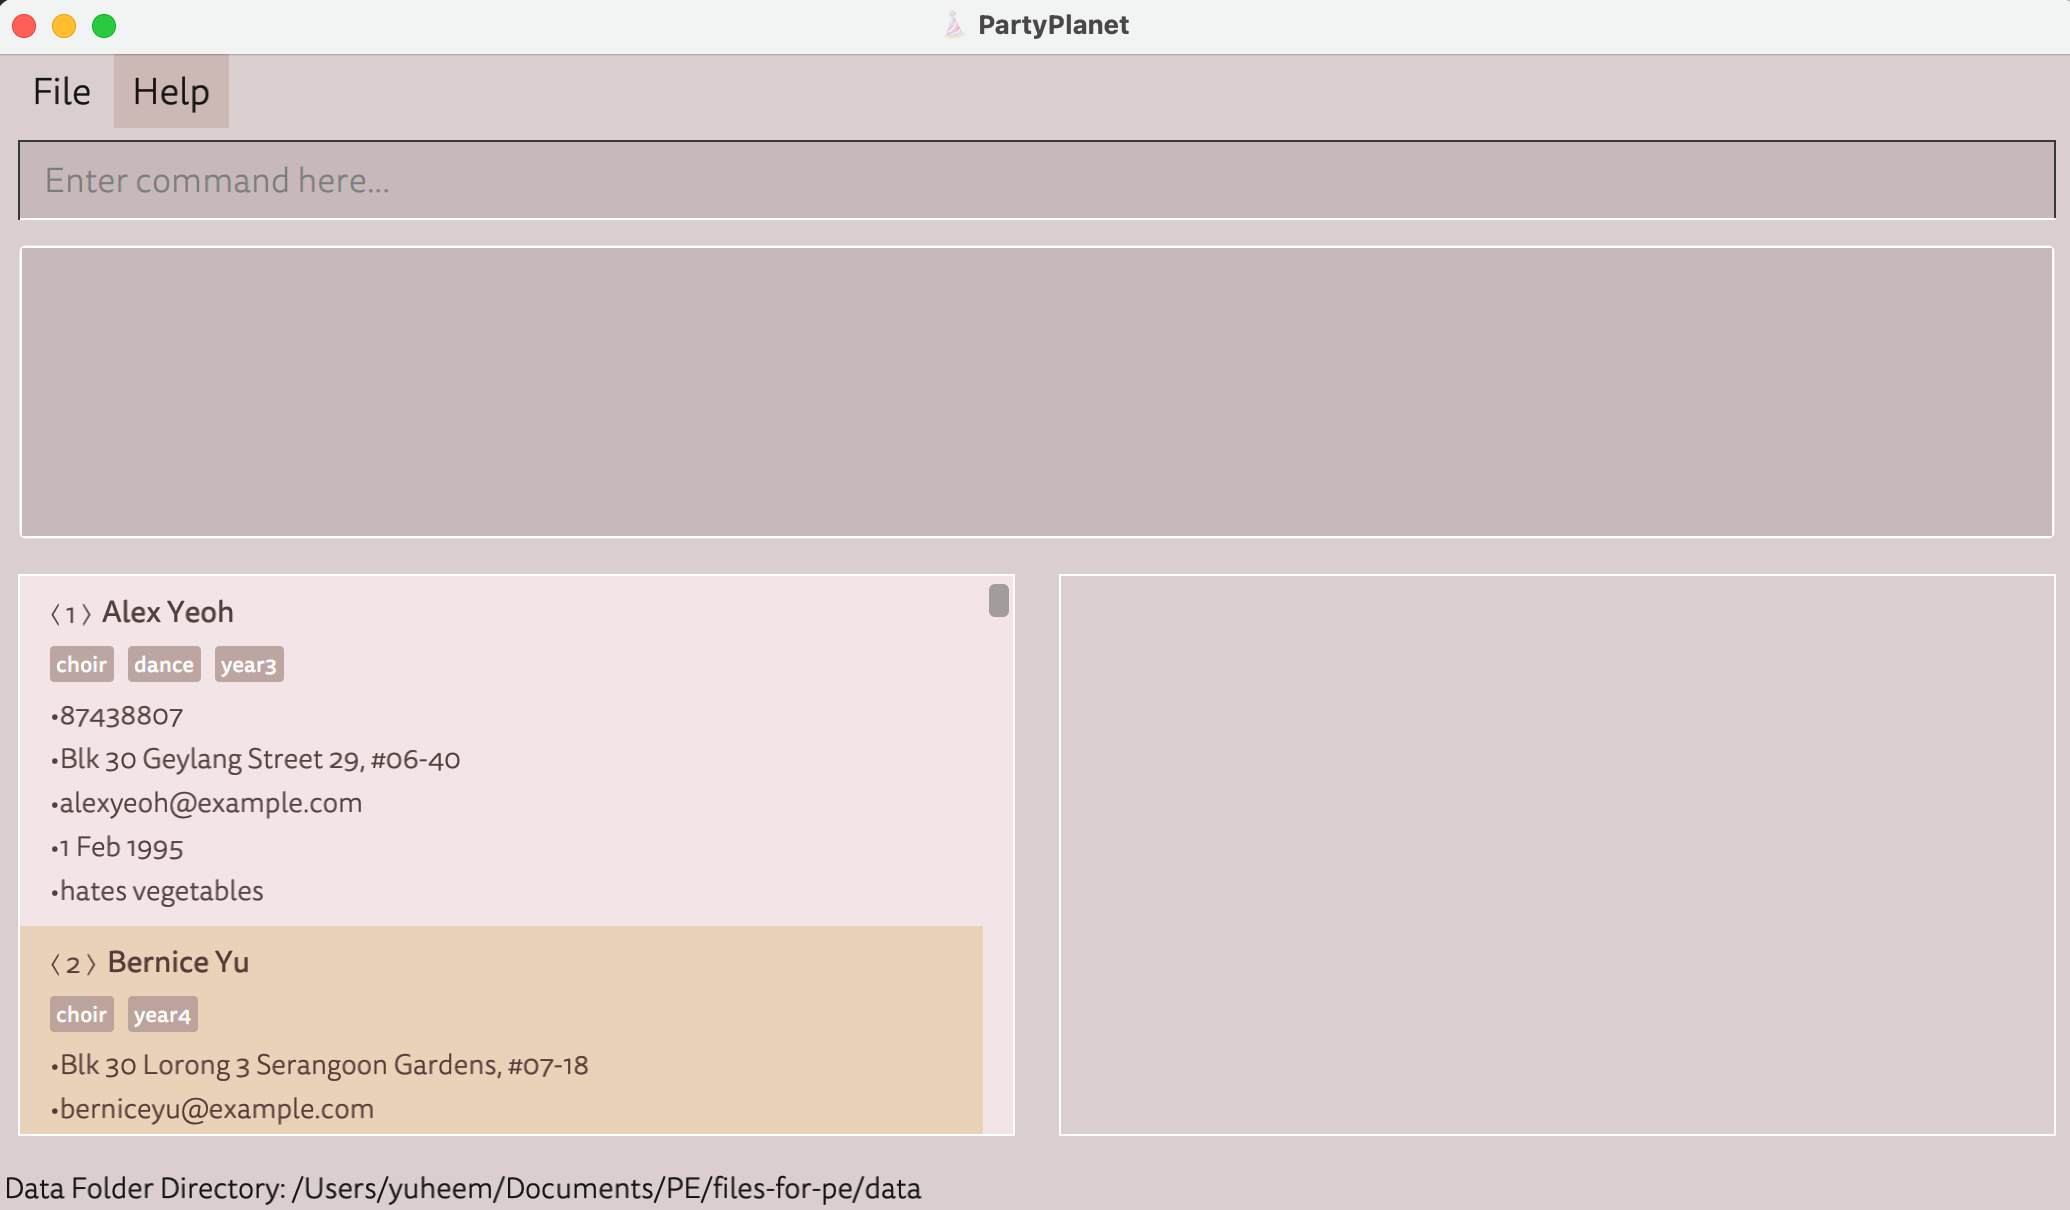 PartyPlanet
File Help
Enter command here...
〈1〉 Alex Yeoh
choir dance year3
•87438807
•Blk 30 Geylang Street 29, #06-40
•alexyeoh@example.com
•1 Feb 1995
•hates vegetables
〈2〉 Bernice Yu
choir year4
•Blk 30 Lorong 3 Serangoon Gardens, #07-18
•berniceyu@example.com
Data Folder Directory: /Users/yuheem/Documents/PE/files-for-pe/data